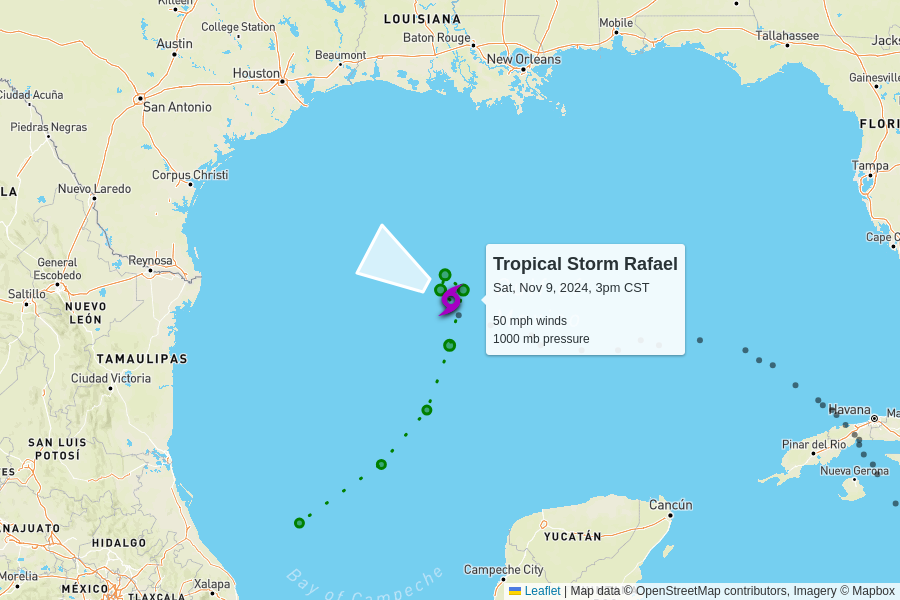 Killeen
College Station
Austin
Houston
San Antonio
Ciudad Acuña
Piedras Negras
Nuevo Laredo
Corpus Christi
LA
General
Escobedo
Reynosa
Saltillo
NUEVO
LEÓN
TAMAULIPAS
Ciudad Victoria
SAN LUIS
POTOSÍ
TES
ANAJUATO
HIDALGO
Morelia
MÉXICO
TLAXCALA
Xalapa
LOUISIANA
Baton Rouge
Beaumont
New Orleans
Mobile
Tallahassee
Jacks
Gainesville
FLORI
Tampa
Cape C
Tropical Storm Rafael
Sat, Nov 9, 2024, 3pm CST
50 mph winds
1000 mb pressure
Havana
Ma
Pinar del Rio
Nueva Gerona
Cancún
YUCATÁN
Campeche City
Bay of Campeche
Leaflet | Map data © OpenStreetMap contributors, Imagery © Mapbox